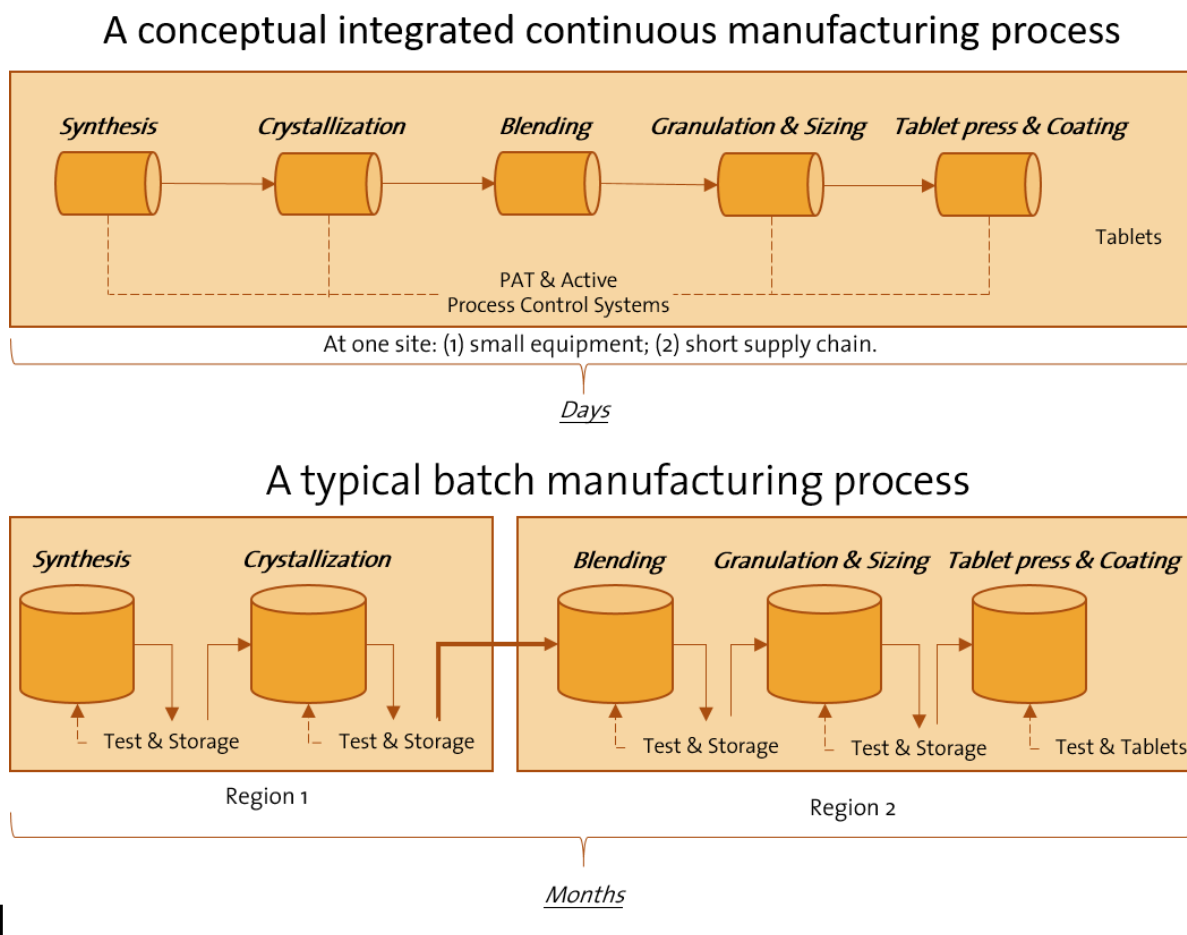 A conceptual integrated continuous manufacturing process
Synthesis
Crystallization
Blending
Granulation & Sizing
Tablet press & Coating
Tablets
PAT & Active
Process Control Systems
At one site: (1) small equipment; (2) short supply chain.
Days
A typical batch manufacturing process
Synthesis
Crystallization
Blending
Granulation & Sizing
Tablet press & Coating
Test & Storage
Test & Storage
Test & Storage
Test & Storage
Test & Tablets
Region 1
Region 2
Months